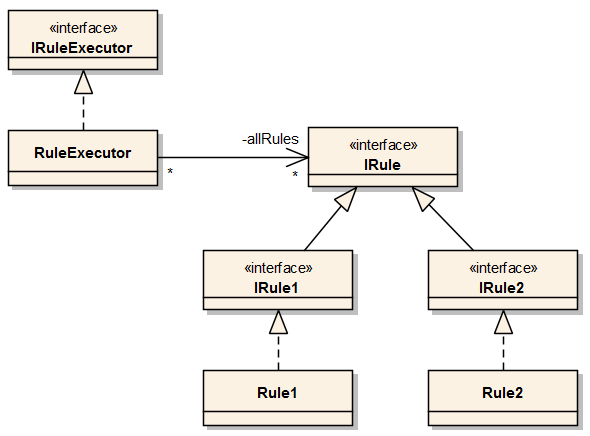 «interface»
IRuleExecutor
RuleExecutor
-allRules
*
*
«interface»
IRule
«interface»
IRule1
«interface»
IRule2
Rule1
Rule2